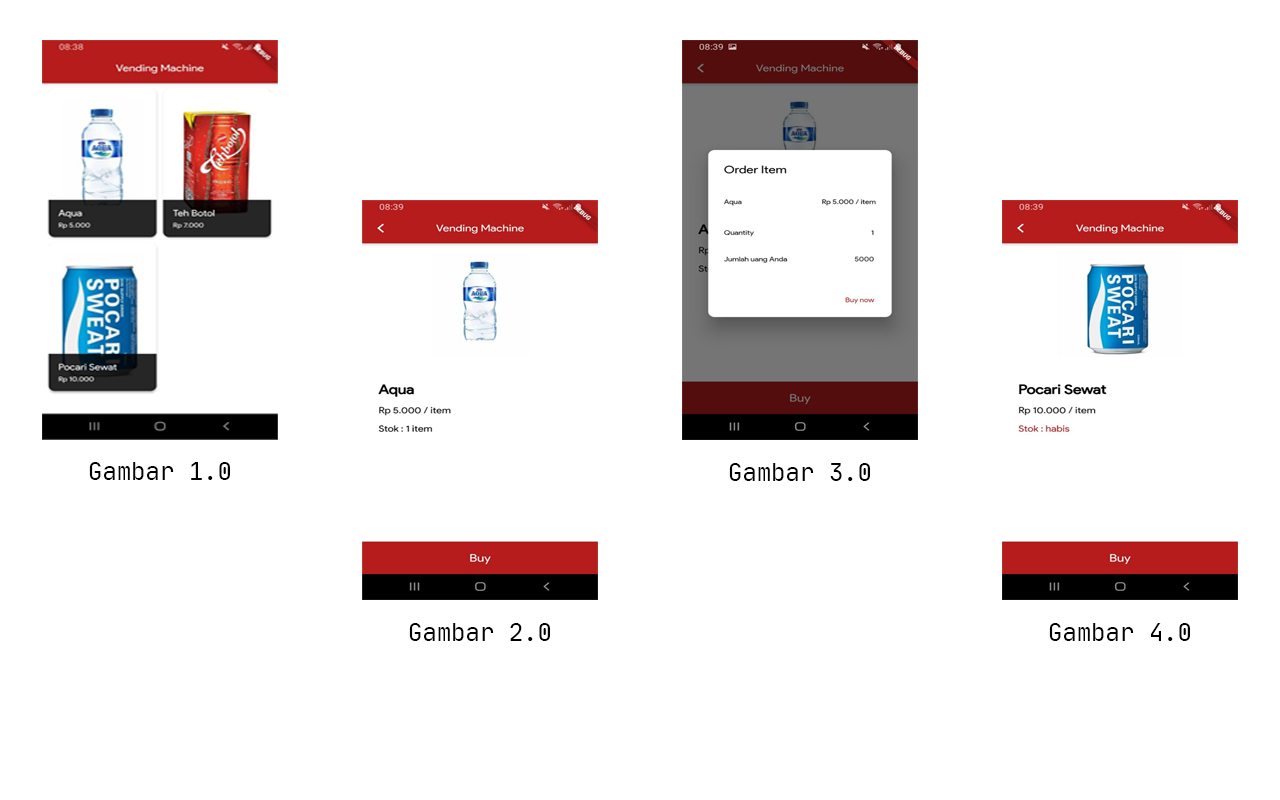 08:38
DEBUG
Vending Machine
AQUA
Aqua
Rp 5.000
Tehbotol
Teh Botol
Rp 7.000
POCARI
SWEAT
Pocari Sewat
Rp 10.000
Gambar 1.0
08:39
DEBUG
Vending Machine
AQUA
Aqua
Rp 5.000 / item
Stok : 1 item
Buy
Gambar 2.0
08:39
DEBUG
Vending Machine
AQUA
Order Item
Aqua Rp 5.000 / item
Quantity 1
Jumlah uang Anda 5000
Buy now
A
Rp
St
Buy
Gambar 3.0
08:39
DEBUG
Vending Machine
POCARI
SWEAT
Pocari Sewat
Rp 10.000 / item
Stok : habis
Buy
Gambar 4.0